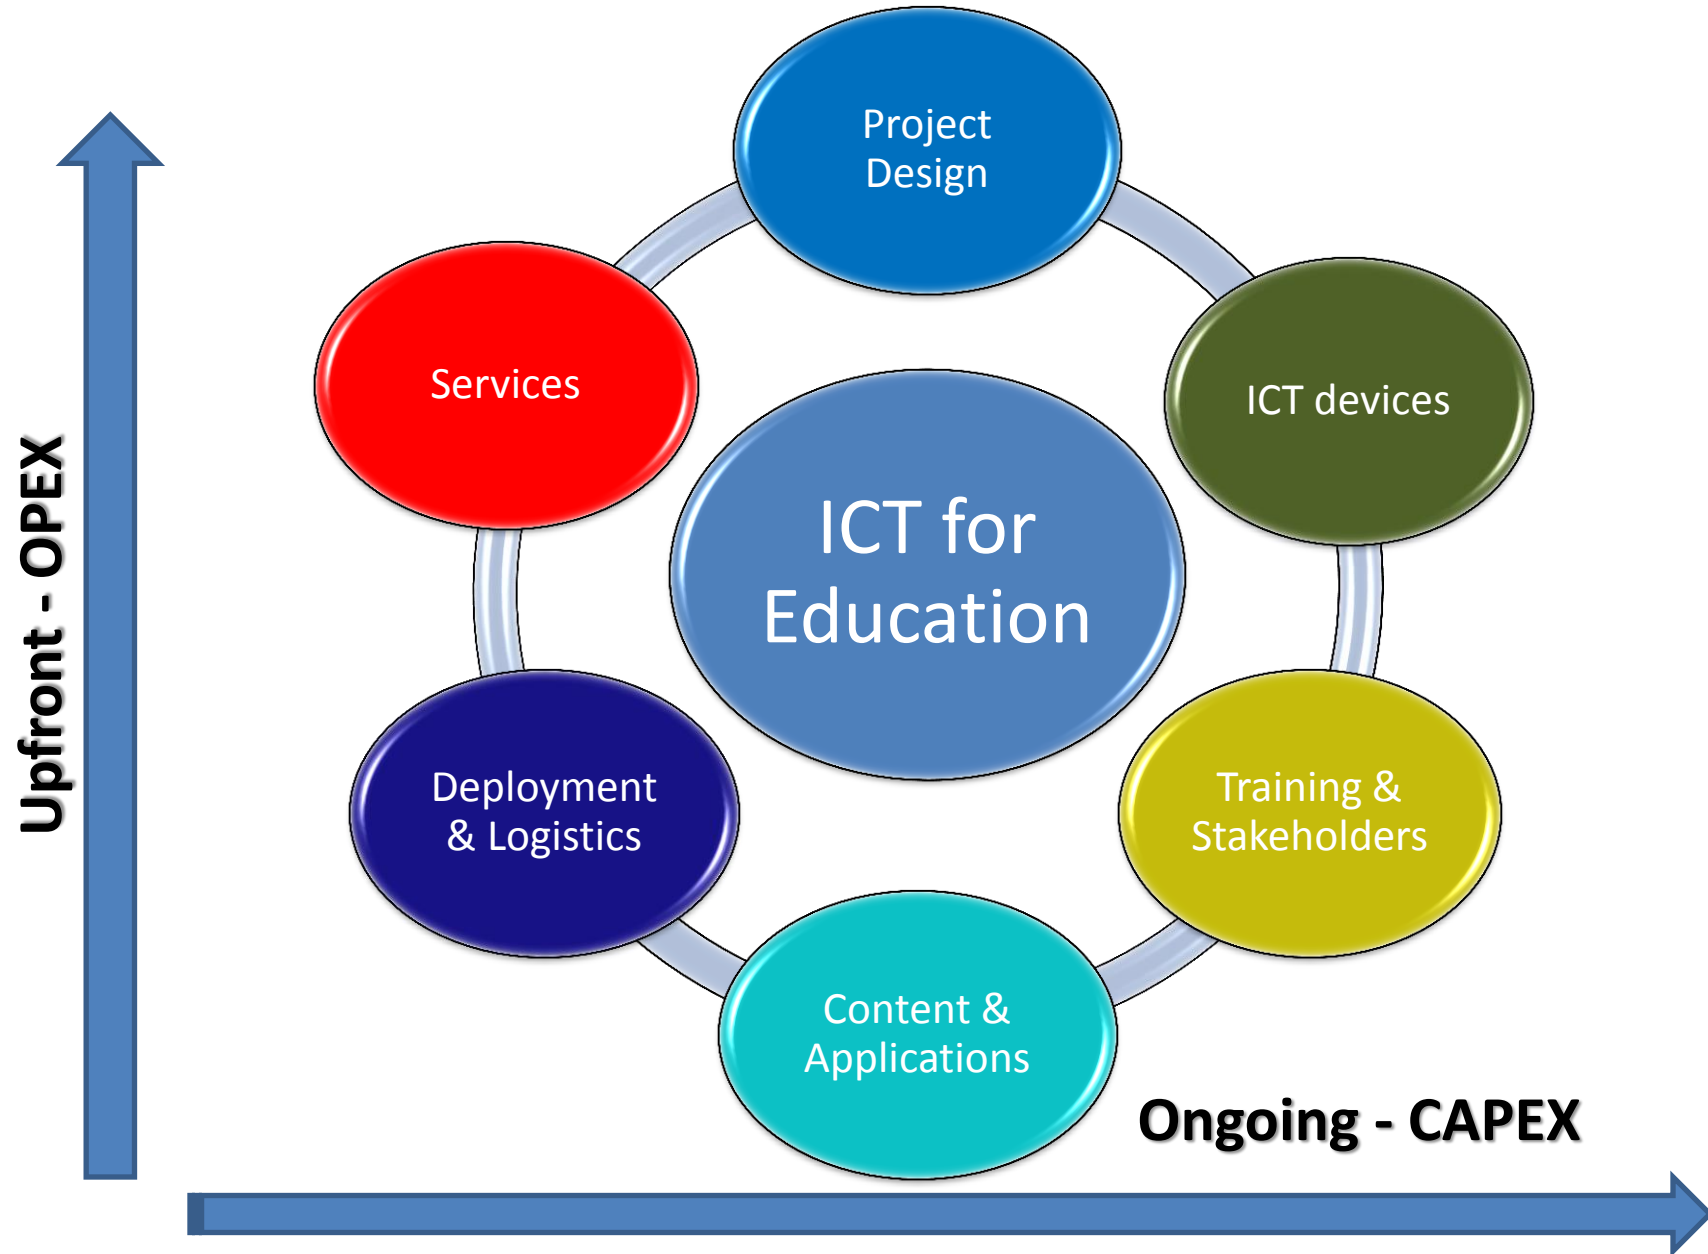 Project
Design
Services
ICT devices
ICT for
Education
Upfront - OPEX
Deployment
& Logistics
Training &
Stakeholders
Content &
Applications
Ongoing - CAPEX